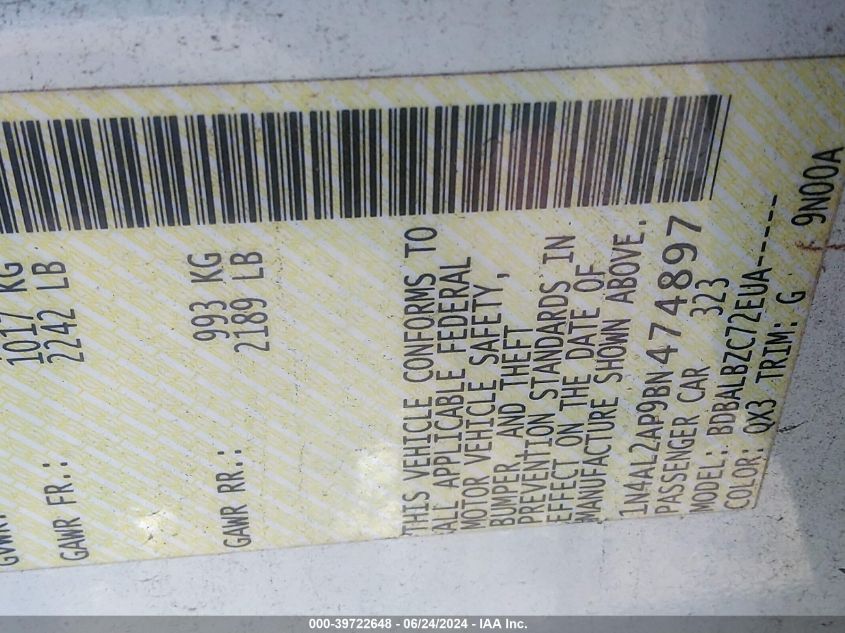 1017 KG
GAWR FR.: 2242 LB
993 KG
GAWR RR.: 2189 LB
THIS VEHICLE CONFORMS TO
ALL APPLICABLE FEDERAL
MOTOR VEHICLE SAFETY,
BUMPER, AND THEFT
PREVENTION STANDARDS IN
EFFECT ON THE DATE OF
MANUFACTURE SHOWN ABOVE.
1N4AL2AP9BN474897
PASSENGER CAR 323
MODEL: BDBALBZC72EUA-----
COLOR: QX3 TRIM: G 9N00A
000-39722648 - 06/24/2024 - IAA Inc.